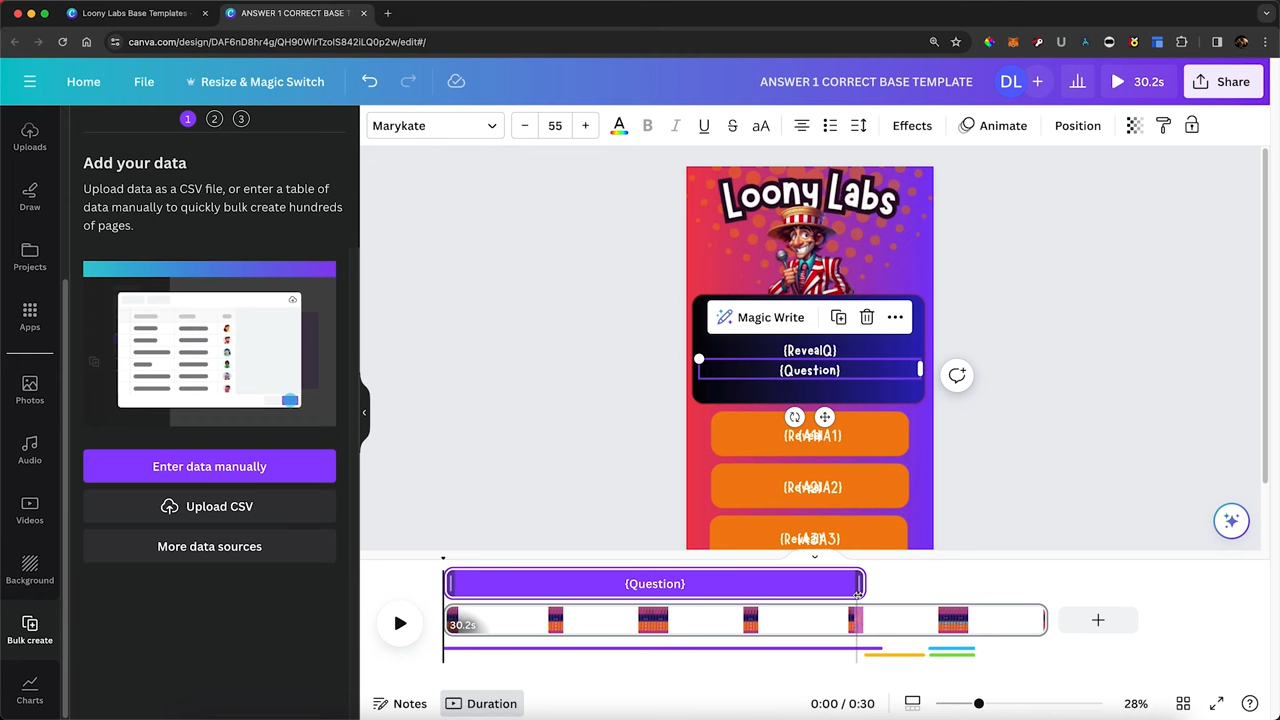 Loony Labs Base Templates -
ANSWER 1 CORRECT BASE TEMP
canva.com/design/DAF6nD8hr4g/QH90WIrTzoIS842iLQ0p2w/edit#/
Home
File
Resize & Magic Switch
ANSWER 1 CORRECT BASE TEMPLATE
DL
30.2s
Share
1
2
3
Marykate
55
A
B
I
U
S
aA
Effects
Animate
Position
Uploads
Draw
Projects
Apps
Photos
Audio
Videos
Background
Bulk create
Charts
Add your data
Upload data as a CSV file, or enter a table of
data manually to quickly bulk create hundreds
of pages.
Enter data manually
Upload CSV
More data sources
Loony Labs
Magic Write
{RevealQ}
{Question}
{Question}
30.2s
Notes
Duration
0:00 / 0:30
28%